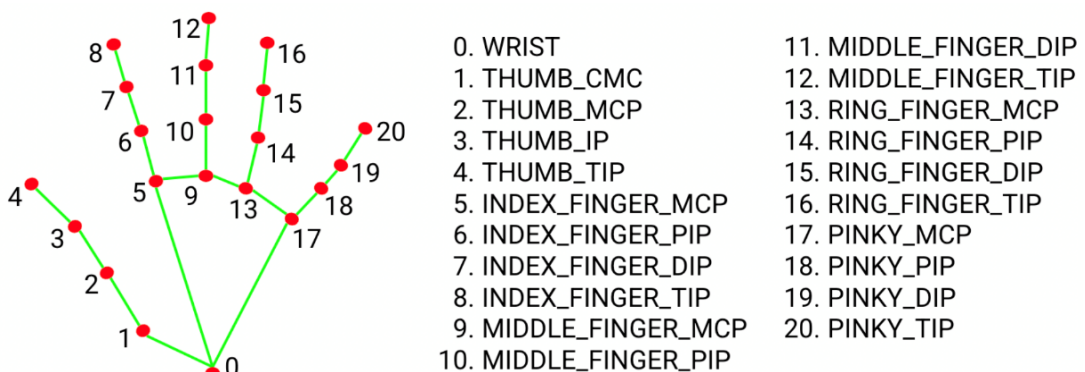 12
8
16
11
7
15
10
6
20
14
19
4
5
9
13
18
3
17
2
1
0
0. WRIST
1. THUMB_CMC
2. THUMB_MCP
3. THUMB_IP
4. THUMB_TIP
5. INDEX_FINGER_MCP
6. INDEX_FINGER_PIP
7. INDEX_FINGER_DIP
8. INDEX_FINGER_TIP
9. MIDDLE_FINGER_MCP
10. MIDDLE_FINGER_PIP
11. MIDDLE_FINGER_DIP
12. MIDDLE_FINGER_TIP
13. RING_FINGER_MCP
14. RING_FINGER_PIP
15. RING_FINGER_DIP
16. RING_FINGER_TIP
17. PINKY_MCP
18. PINKY_PIP
19. PINKY_DIP
20. PINKY_TIP